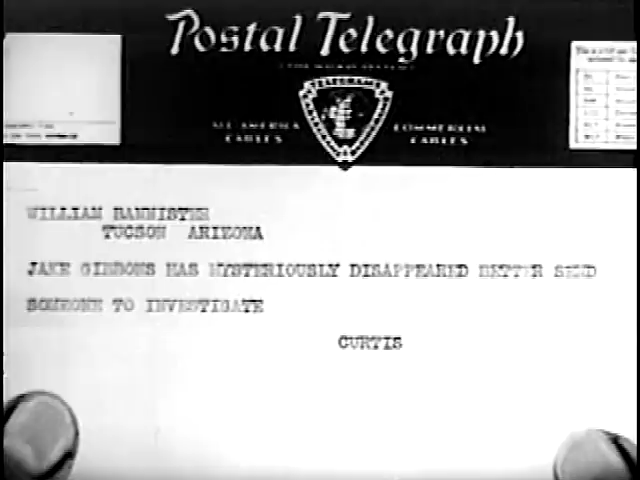 Postal Telegraph
ALL AMERICA
CABLES
COMMERCIAL
CABLES
WILLIAM BANNISTER
TUCSON ARIZONA
JAKE GIBBONS HAS MYSTERIOUSLY DISAPPEARED BETTER SEND
SOMEONE TO INVESTIGATE
CURTIS